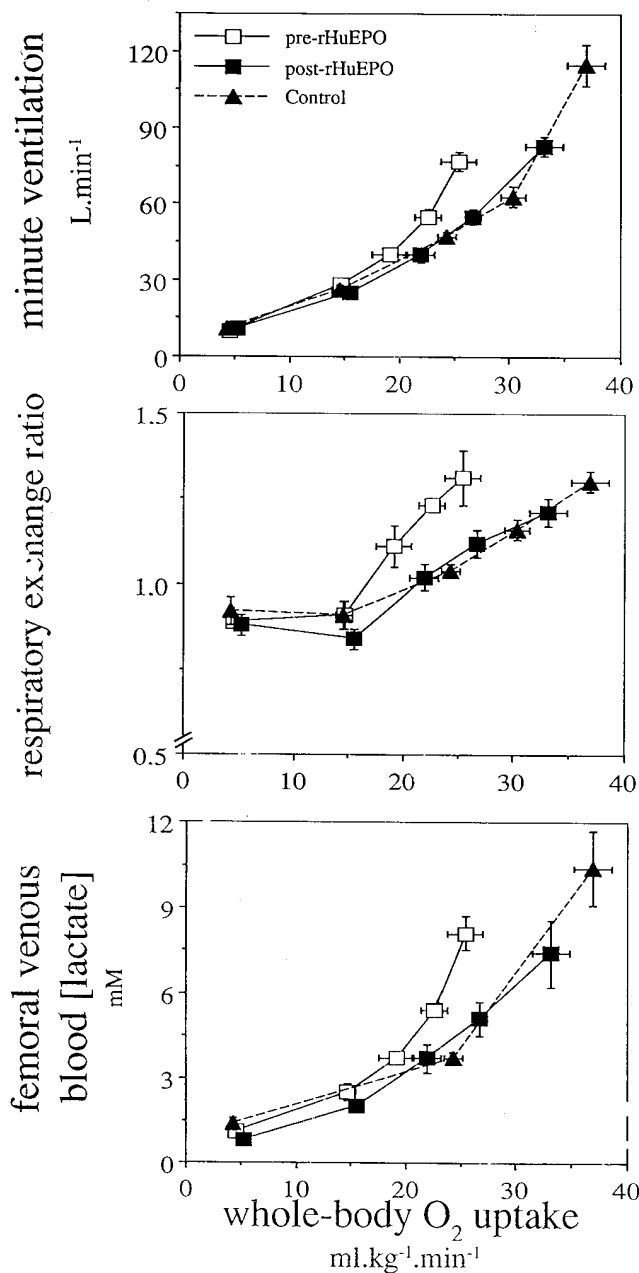 minute ventilation
L.min-1
120
90
60
30
0
pre-rHuEPO
post-rHuEPO
Control
0 10 20 30 40
respiratory exchange ratio
1.5
1.0
0.5
0 10 20 30 40
femoral venous
blood [lactate]
mM
12
9
6
3
0
0 10 20 30 40
whole-body O2 uptake
ml.kg-1.min-1